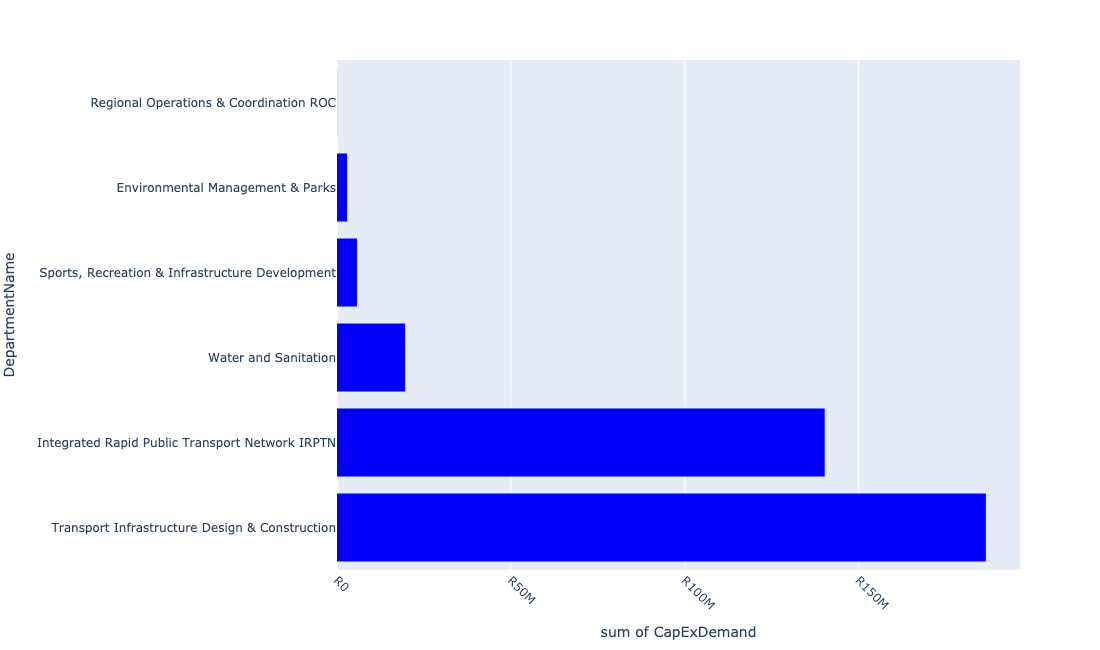 Regional Operations & Coordination ROC
Environmental Management & Parks
Sports, Recreation & Infrastructure Development
Water and Sanitation
Integrated Rapid Public Transport Network IRPTN
Transport Infrastructure Design & Construction
DepartmentName
R0
R50M
R100M
R150M
sum of CapExDemand